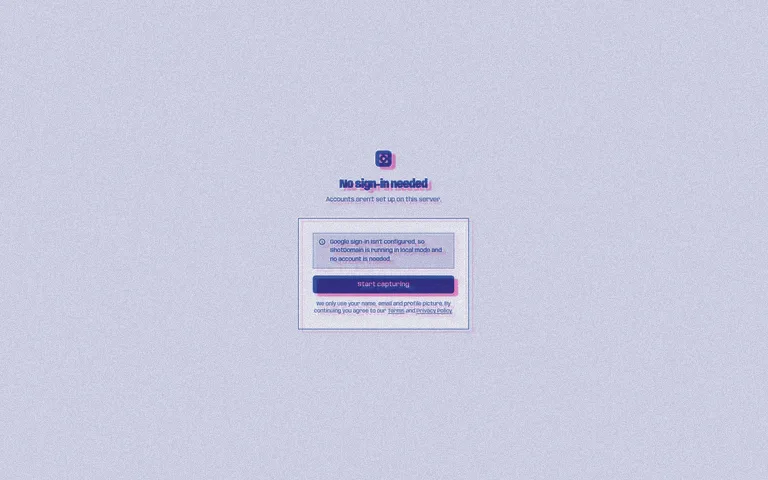 No sign-in needed
Accounts aren't set up on this server.
Google sign-in isn't configured, so
ShotDomain is running in local mode and
no account is needed.
Start capturing
We only use your name, email and profile picture. By
continuing you agree to our Terms and Privacy Policy.